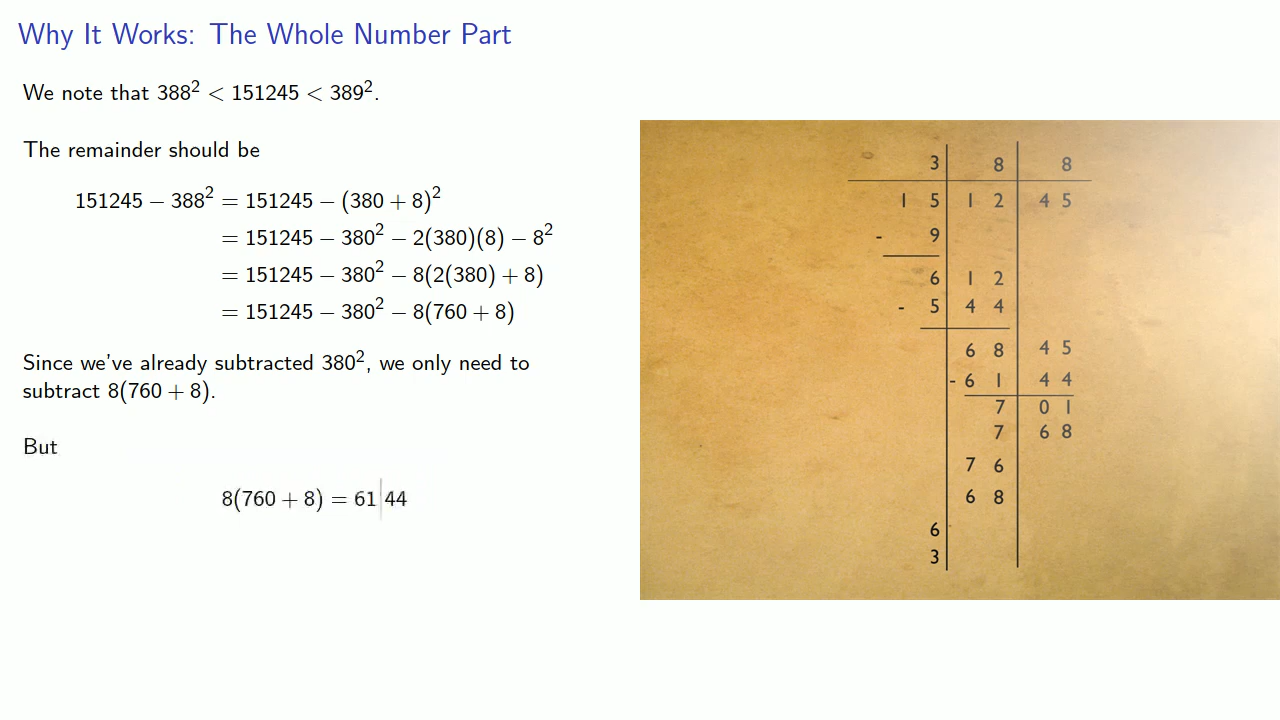 Why It Works: The Whole Number Part
We note that 388² < 151245 < 389².
The remainder should be
151245 − 388² = 151245 − (380 + 8)²
= 151245 − 380² − 2(380)(8) − 8²
= 151245 − 380² − 8(2(380) + 8)
= 151245 − 380² − 8(760 + 8)
Since we've already subtracted 380², we only need to
subtract 8(760 + 8).
But
8(760 + 8) = 61|44
3 8 8
1 5 1 2 4 5
- 9
6 1 2
- 5 4 4
6 8 4 5
- 6 1 4 4
7 0 1
7 6 8
7 6
6 8
6
3